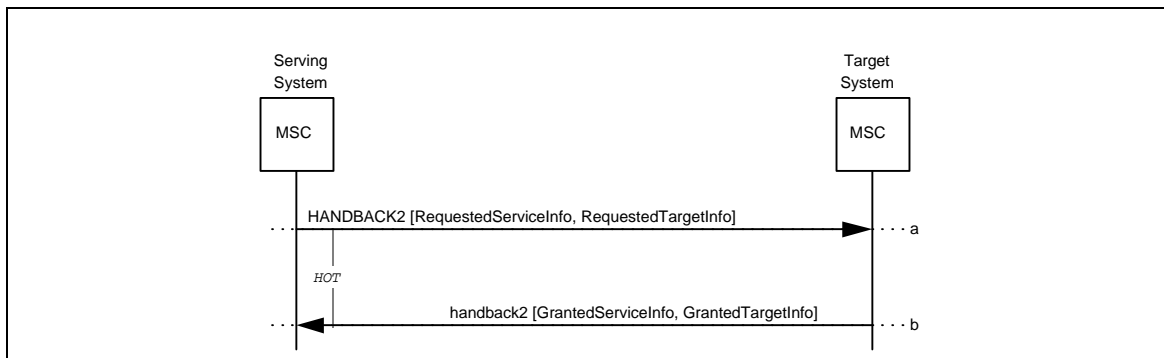 Serving
System
Target
System
MSC
MSC
HANDBACK2 [RequestedServiceInfo, RequestedTargetInfo]
a
HOT
handback2 [GrantedServiceInfo, GrantedTargetInfo]
b